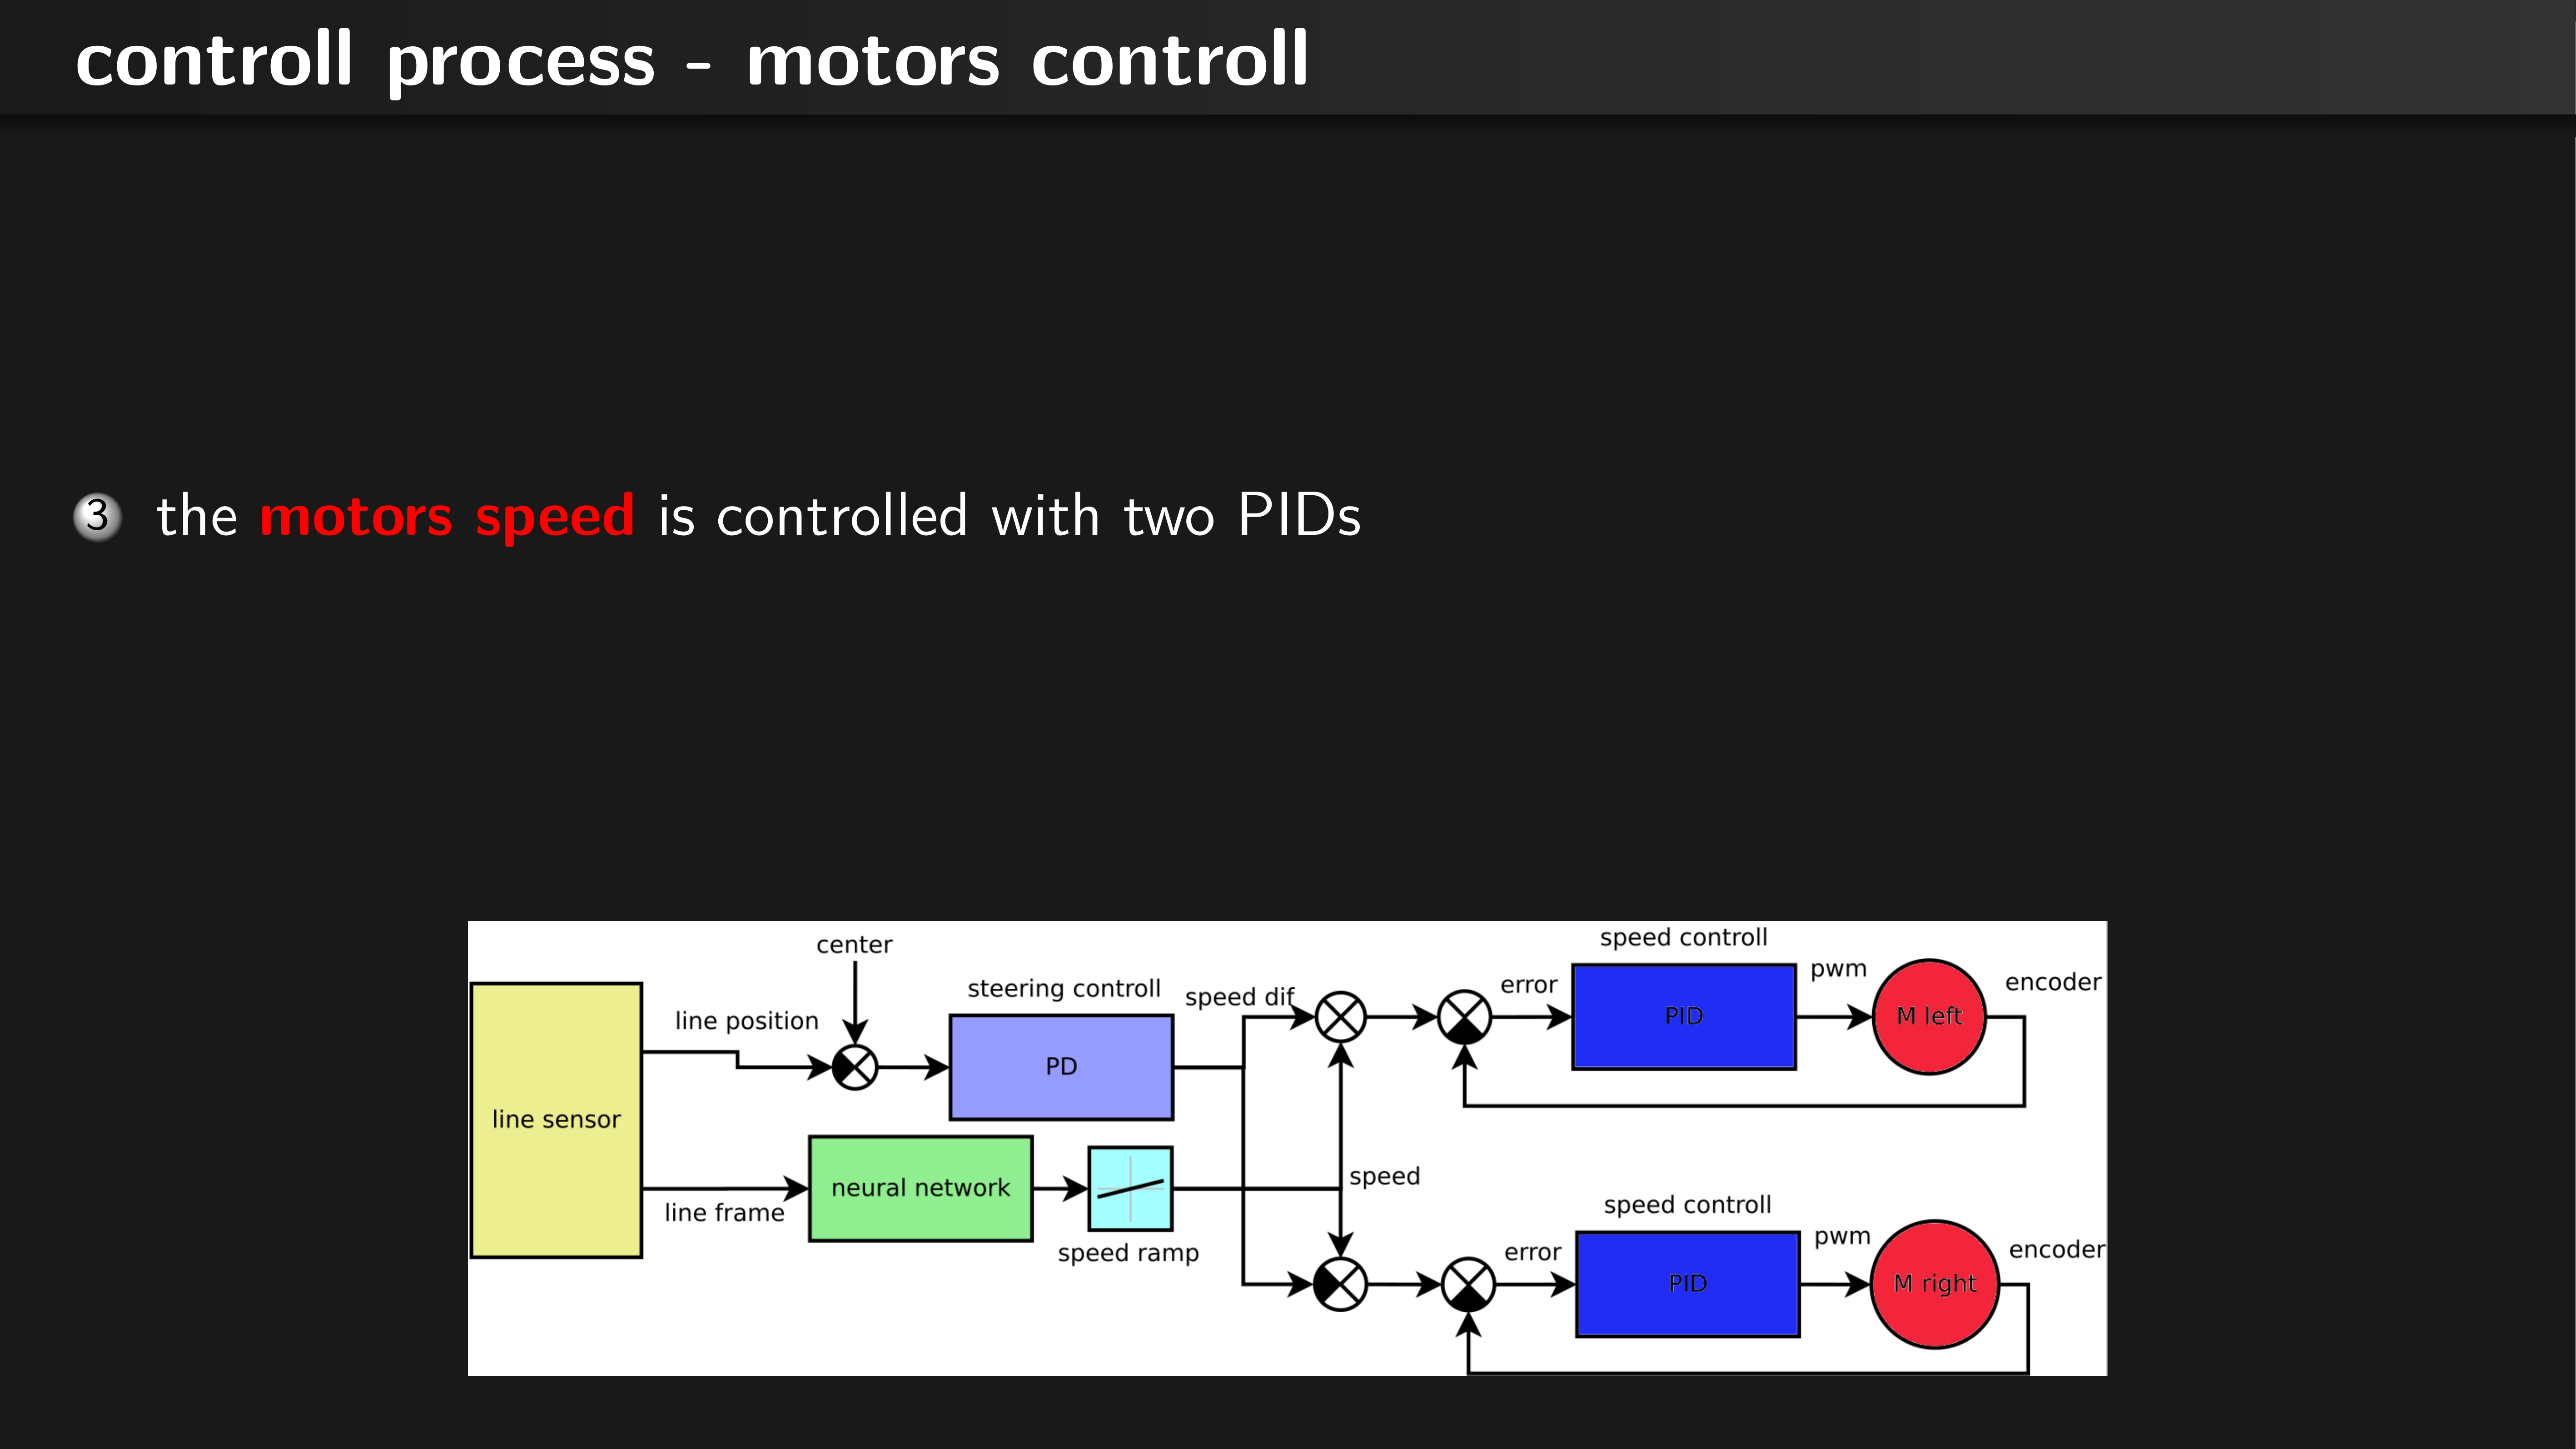 controll process - motors controll
3 the motors speed is controlled with two PIDs
center
speed controll
line position
steering controll
speed dif
error
pwm
encoder
PD
PID
M left
line sensor
neural network
line frame
speed ramp
speed
speed controll
error
pwm
encoder
PID
M right